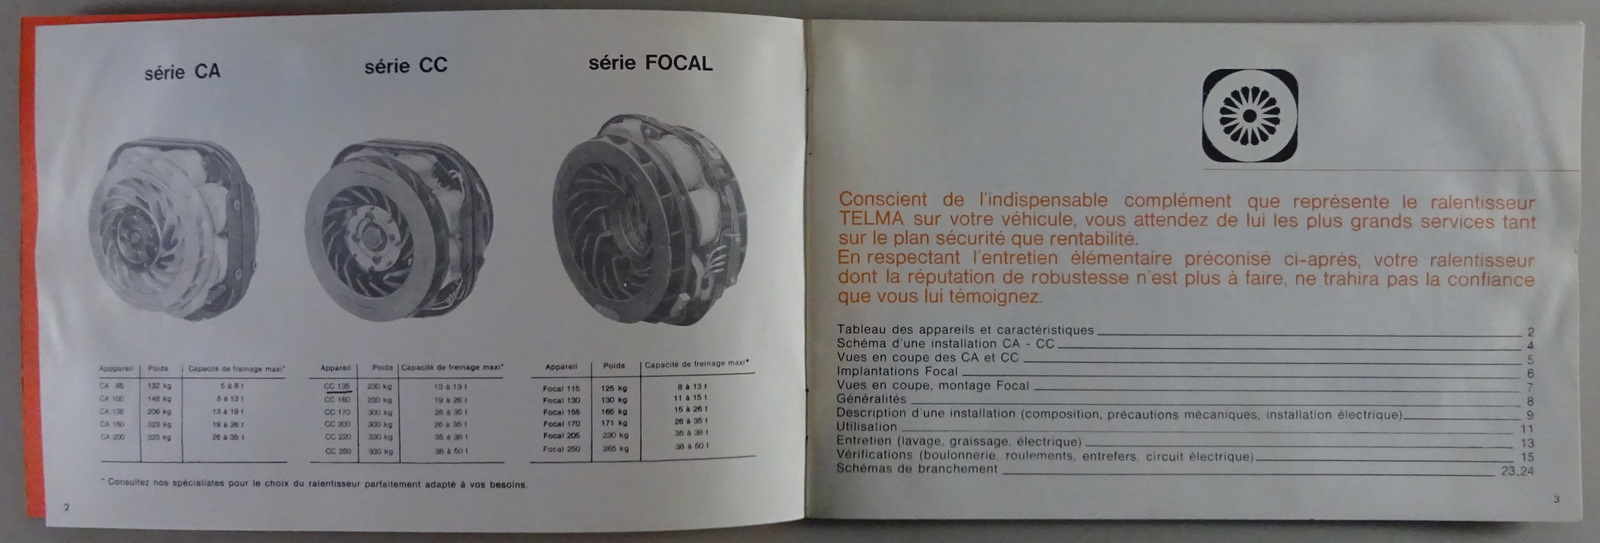 série CA
série CC
série FOCAL
Appareil Poids Capacité de freinage maxi*
132 kg 5 à 8 t
CA 100 146 kg 8 à 13 t
CA 135 206 kg 13 à 19 t
CA 160 323 kg 19 à 26 t
CA 200 323 kg 26 à 35 t
Appareil Poids Capacité de freinage maxi*
CC 135 230 kg 13 à 19 t
CC 160 230 kg 19 à 26 t
CC 170 300 kg 26 à 35 t
CC 200 300 kg 26 à 35 t
CC 220 330 kg 35 à 38 t
CC 250 330 kg 38 à 50 t
Appareil Poids Capacité de freinage maxi*
Focal 115 125 kg 8 à 13 t
Focal 130 130 kg 11 à 15 t
Focal 155 166 kg 15 à 26 t
Focal 170 171 kg 26 à 35 t
Focal 205 230 kg 35 à 38 t
Focal 250 265 kg 38 à 50 t
* Consultez nos spécialistes pour le choix du ralentisseur parfaitement adapté à vos besoins.
2
Conscient de l'indispensable complément que représente le ralentisseur
TELMA sur votre véhicule, vous attendez de lui les plus grands services tant
sur le plan sécurité que rentabilité.
En respectant l'entretien élémentaire préconisé ci-après, votre ralentisseur
dont la réputation de robustesse n'est plus à faire, ne trahira pas la confiance
que vous lui témoignez.
Tableau des appareils et caractéristiques 2
Schéma d'une installation CA - CC 4
Vues en coupe des CA et CC 5
Implantations Focal 6
Vues en coupe, montage Focal 7
Généralités 8
Description d'une installation (composition, précautions mécaniques, installation électrique) 9
Utilisation 11
Entretien (lavage, graissage, électrique) 13
Vérifications (boulonnerie, roulements, entrefers, circuit électrique) 15
Schémas de branchement 23,24
3